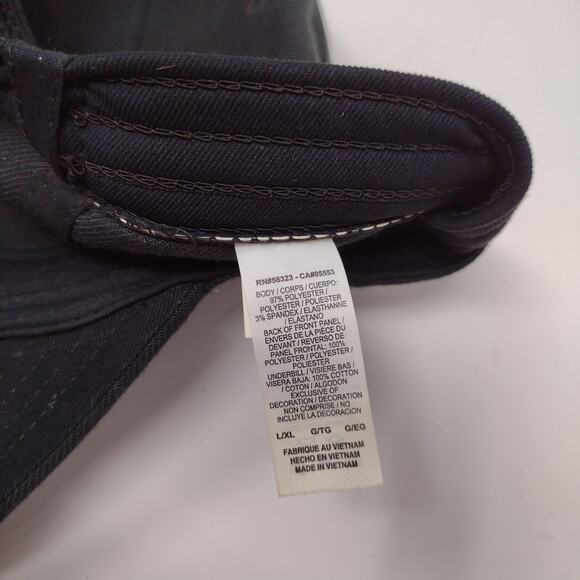 RN#56323 - CA#05553
BODY / CORPS / CUERPO:
97% POLYESTER /
POLYESTER / POLIESTER
3% SPANDEX / ELASTHANNE
/ ELASTANO
BACK OF FRONT PANEL /
ENVERS DE LA PIÈCE DU
DEVANT / REVERSO DE
PANEL FRONTAL: 100%
POLYESTER / POLYESTER /
POLIESTER
UNDERBILL / VISIERE BAS /
VISERA BAJA: 100% COTTON
/ COTON / ALGODON
EXCLUSIVE OF
DECORATION / DÉCORATION
NON COMPRISE / NO
INCLUYE LA DECORACION
L/XL G/TG G/EG
FABRIQUE AU VIETNAM
HECHO EN VIETNAM
MADE IN VIETNAM